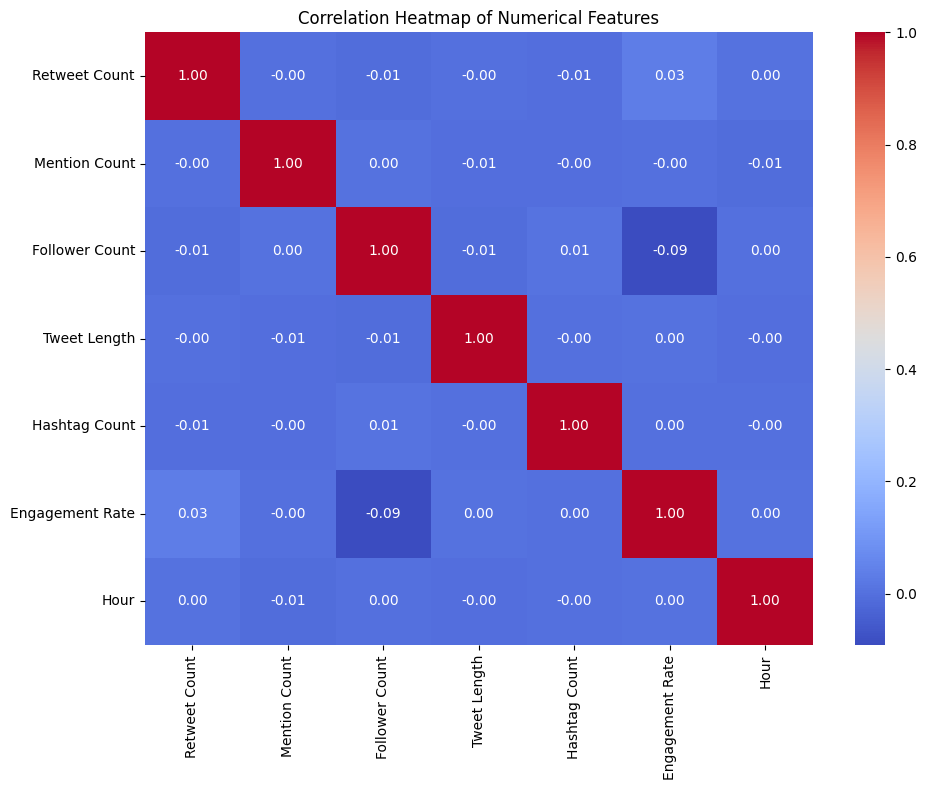 Correlation Heatmap of Numerical Features
Retweet Count 1.00 -0.00 -0.01 -0.00 -0.01 0.03 0.00
Mention Count -0.00 1.00 0.00 -0.01 -0.00 -0.00 -0.01
Follower Count -0.01 0.00 1.00 -0.01 0.01 -0.09 0.00
Tweet Length -0.00 -0.01 -0.01 1.00 -0.00 0.00 -0.00
Hashtag Count -0.01 -0.00 0.01 -0.00 1.00 0.00 -0.00
Engagement Rate 0.03 -0.00 -0.09 0.00 0.00 1.00 0.00
Hour 0.00 -0.01 0.00 -0.00 -0.00 0.00 1.00
Retweet Count
Mention Count
Follower Count
Tweet Length
Hashtag Count
Engagement Rate
Hour
1.0
0.8
0.6
0.4
0.2
0.0